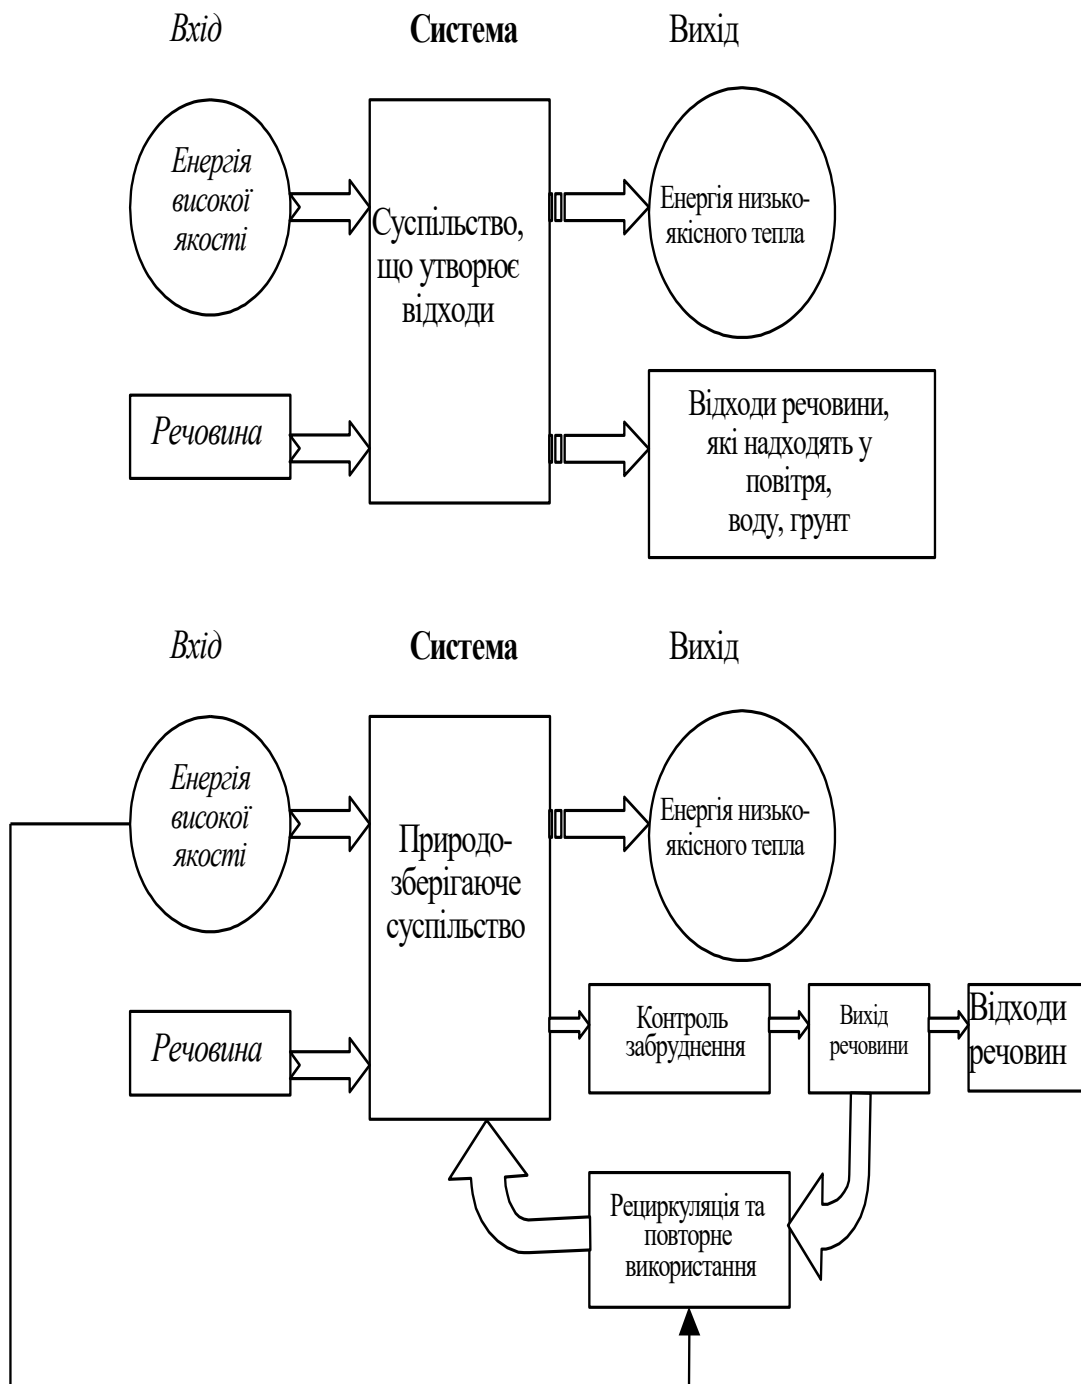 Вхід Система Вихід
Енергія
високої
якості
Суспільство,
що утворює
відходи
Енергія низько-
якісного тепла
Речовина
Відходи речовини,
які надходять у
повітря,
воду, грунт
Вхід Система Вихід
Енергія
високої
якості
Природо-
зберігаюче
суспільство
Енергія низько-
якісного тепла
Речовина
Контроль
забруднення
Вихід
речовини
Відходи
речовин
Рециркуляція та
повторне
використання